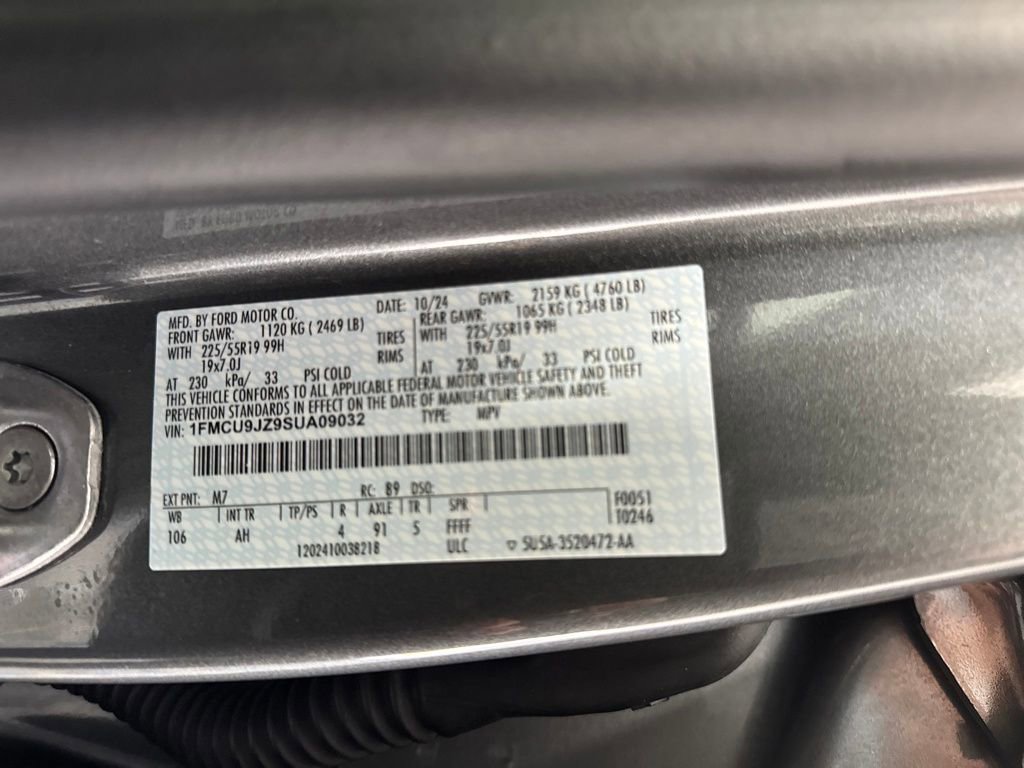 MFD. BY FORD MOTOR CO. DATE: 10/24 GVWR: 2159 KG ( 4760 LB)
FRONT GAWR: 1120 KG ( 2469 LB) REAR GAWR: 1065 KG ( 2348 LB)
WITH 225/55R19 99H TIRES WITH 225/55R19 99H TIRES
19x7.0J RIMS 19x7.0J RIMS
AT 230 kPa/ 33 PSI COLD AT 230 kPa/ 33 PSI COLD
THIS VEHICLE CONFORMS TO ALL APPLICABLE FEDERAL MOTOR VEHICLE SAFETY AND THEFT
PREVENTION STANDARDS IN EFFECT ON THE DATE OF MANUFACTURE SHOWN ABOVE.
VIN: 1FMCU9JZ9SUA09032 TYPE: MPV
EXT PNT: M7 RC: 89 DSO:
WB INT TR TP/PS R AXLE TR SPR F0051
106 AH 4 91 5 FFFF T0246
1202410038218 ULC SU5A-3520472-AA